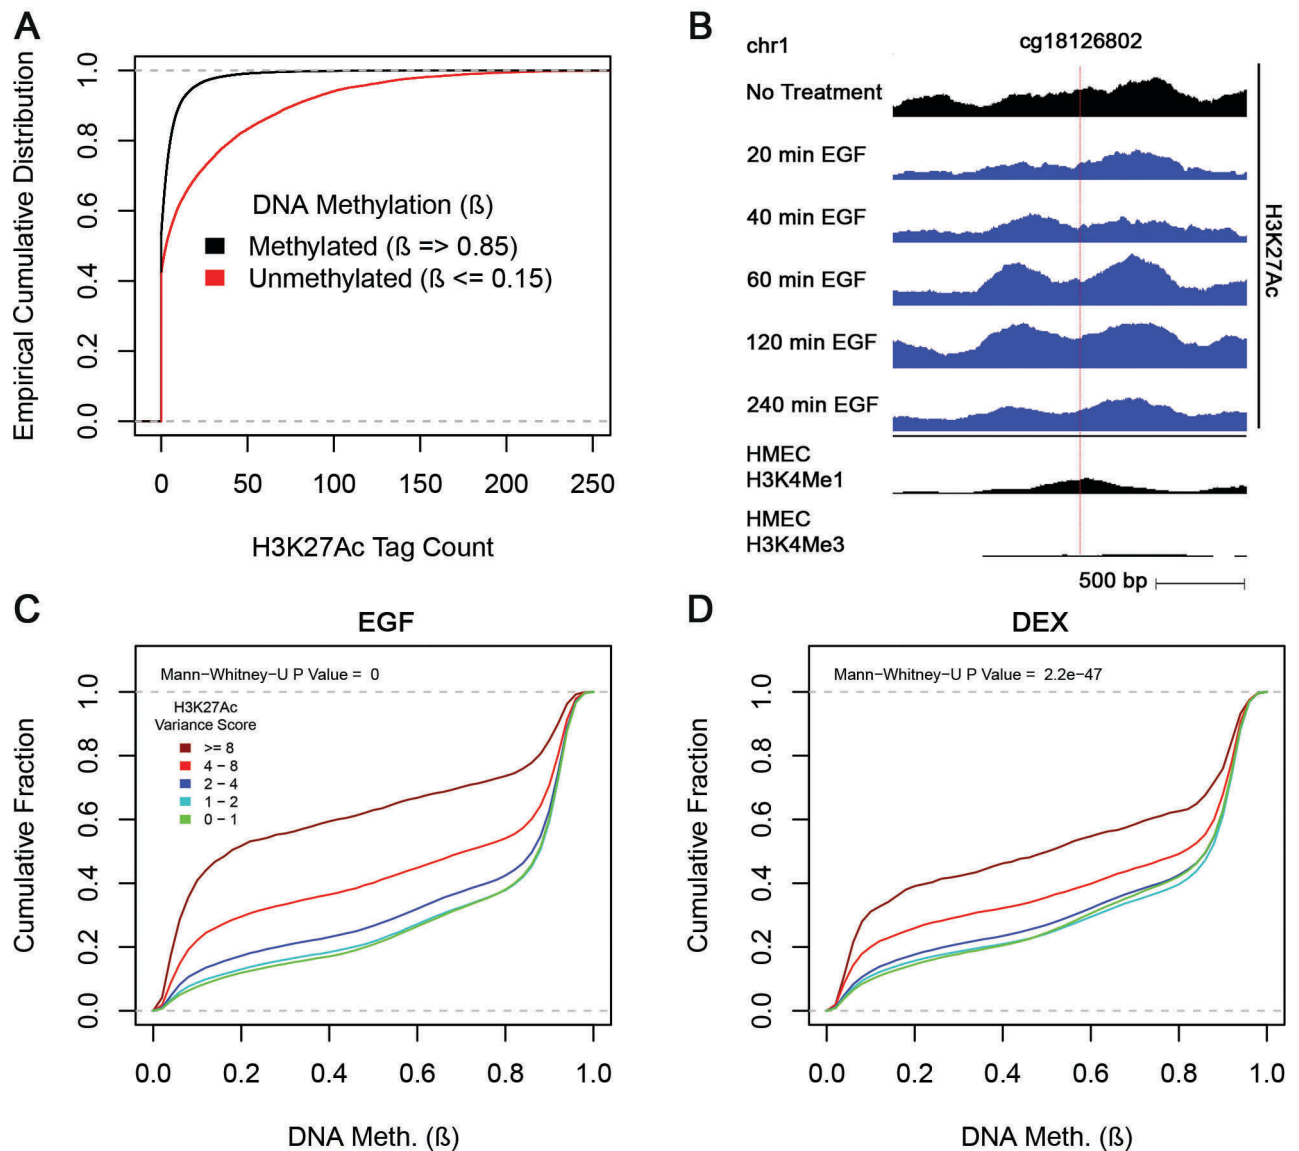 A
Empirical Cumulative Distribution
1.0
0.8
0.6
0.4
0.2
0.0
DNA Methylation (ß)
Methylated (ß => 0.85)
Unmethylated (ß <= 0.15)
0 50 100 150 200 250
H3K27Ac Tag Count
B
chr1
cg18126802
No Treatment
20 min EGF
40 min EGF
60 min EGF
120 min EGF
240 min EGF
H3K27Ac
HMEC
H3K4Me1
HMEC
H3K4Me3
500 bp
C
EGF
Cumulative Fraction
1.0
0.8
0.6
0.4
0.2
0.0
Mann−Whitney−U P Value = 0
H3K27Ac
Variance Score
>= 8
4 − 8
2 − 4
1 − 2
0 − 1
0.0 0.2 0.4 0.6 0.8 1.0
DNA Meth. (ß)
D
DEX
Cumulative Fraction
1.0
0.8
0.6
0.4
0.2
0.0
Mann−Whitney−U P Value = 2.2e−47
0.0 0.2 0.4 0.6 0.8 1.0
DNA Meth. (ß)